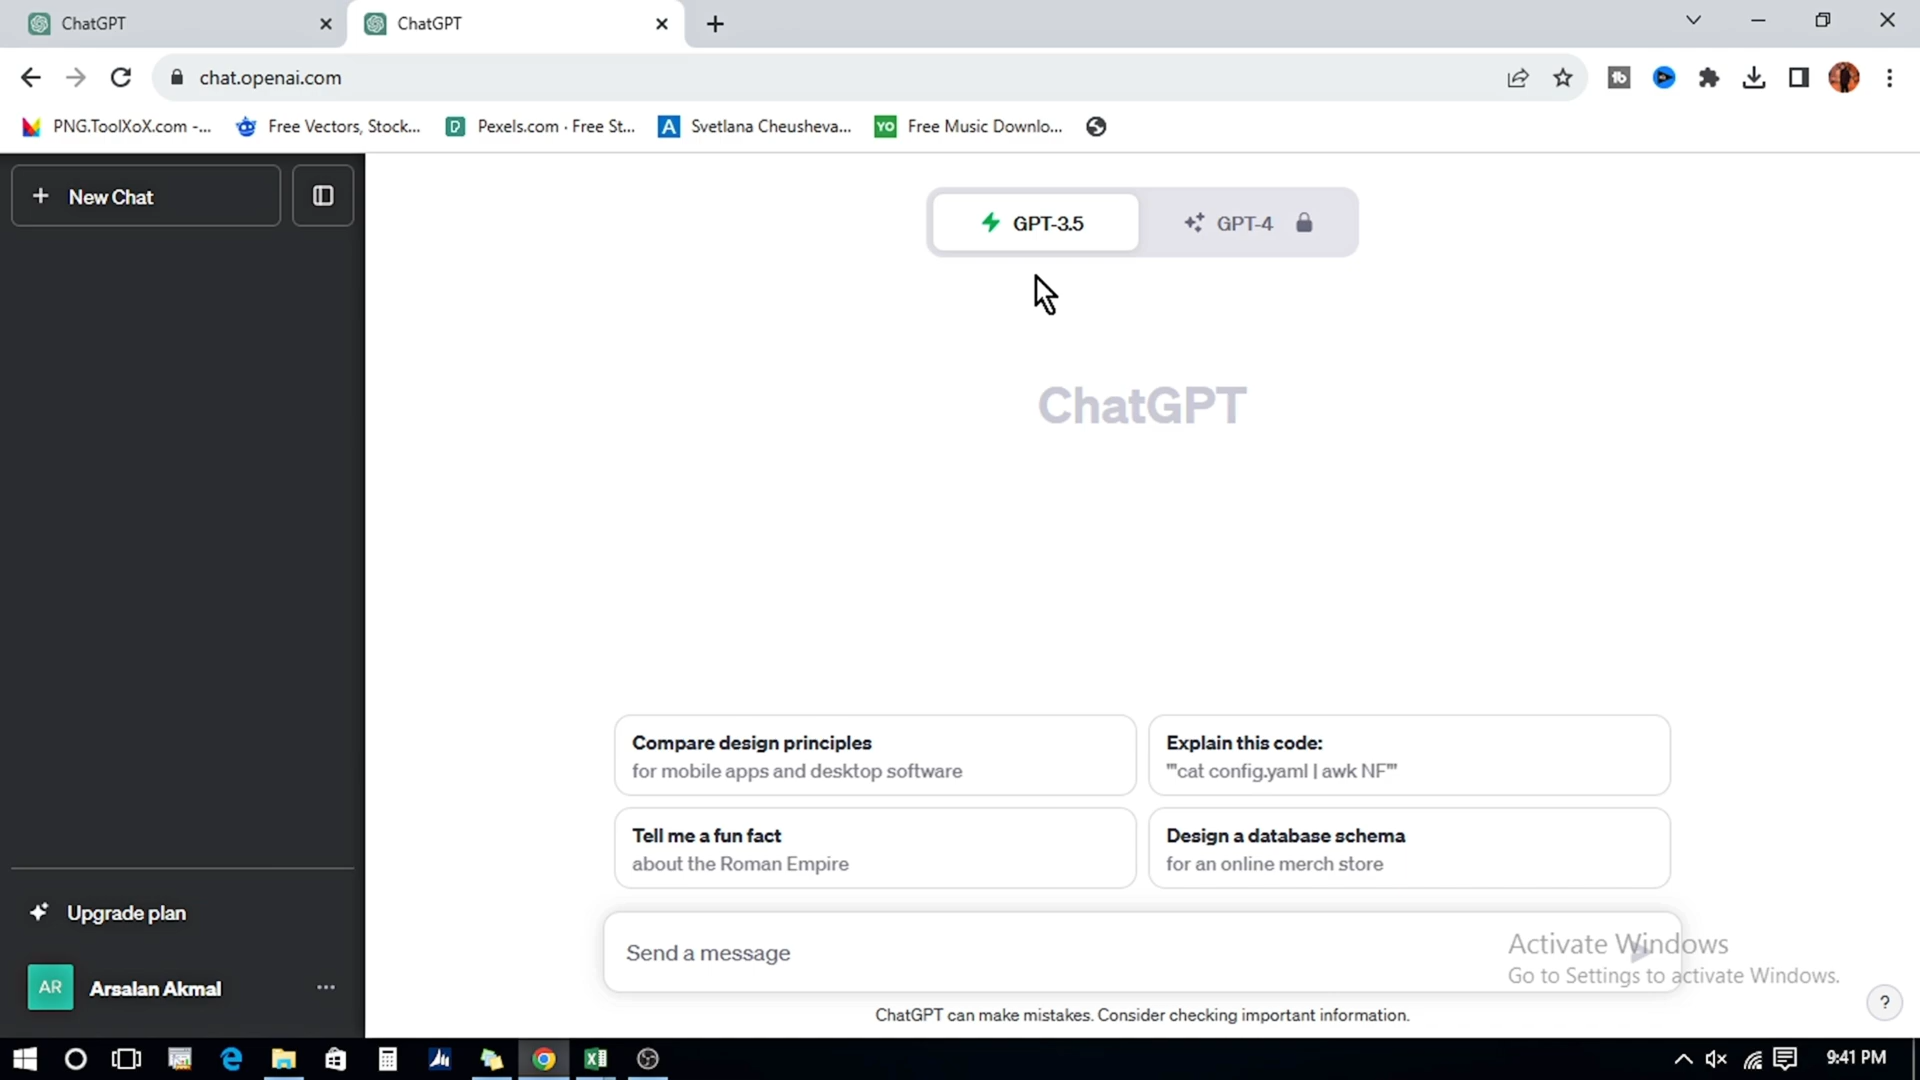 ChatGPT
ChatGPT
chat.openai.com
PNG.ToolXoX.com -...
Free Vectors, Stock...
Pexels.com · Free St...
Svetlana Cheusheva...
YO Free Music Downlo...
New Chat
GPT-3.5
GPT-4
ChatGPT
Compare design principles
for mobile apps and desktop software
Explain this code:
"'cat config.yaml | awk NF'"
Tell me a fun fact
about the Roman Empire
Design a database schema
for an online merch store
Upgrade plan
AR Arsalan Akmal
Send a message
Activate Windows
Go to Settings to activate Windows.
ChatGPT can make mistakes. Consider checking important information.
?
9:41 PM